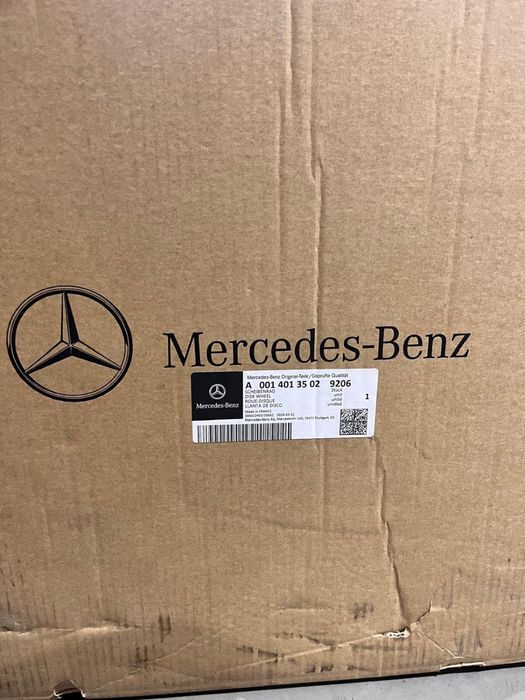 Mercedes-Benz
Mercedes-Benz Original-Teile / Geprüfte Qualität
A 001 401 35 02 9206
SCHEIBENRAD Stück
DISK WHEEL unit 1
ROUE-DISQUE unité
LLANTA DE DISCO unidad
Made in FRANCE
Mercedes-Benz AG, Mercedesstr. 120, 70372 Stuttgart, DE
Mercedes-Benz